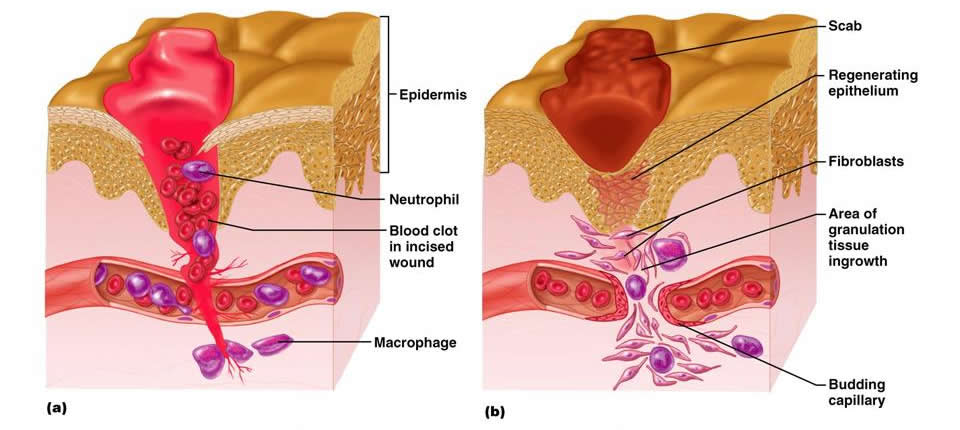 Epidermis
Neutrophil
Blood clot
in incised
wound
Macrophage
(a)
Scab
Regenerating
epithelium
Fibroblasts
Area of
granulation
tissue
ingrowth
Budding
capillary
(b)